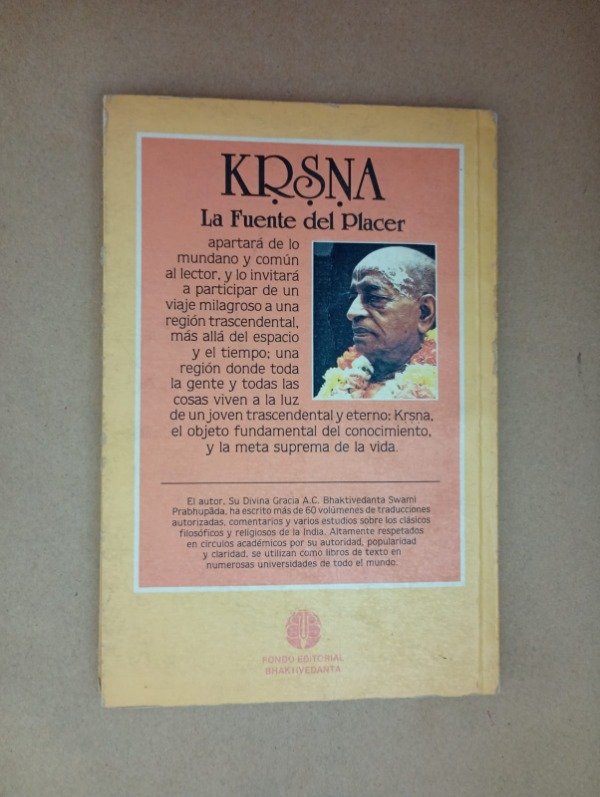 KṚṢṆA
La Fuente del Placer
apartará de lo
mundano y común
al lector, y lo invitará
a participar de un
viaje milagroso a una
región trascendental,
más allá del espacio
y el tiempo; una
región donde toda
la gente y todas las
cosas viven a la luz
de un joven trascendental y eterno: Kṛṣṇa,
el objeto fundamental del conocimiento,
y la meta suprema de la vida.
El autor, Su Divina Gracia A.C. Bhaktivedanta Swami
Prabhupāda, ha escrito más de 60 volúmenes de traducciones
autorizadas, comentarios y varios estudios sobre los clásicos
filosóficos y religiosos de la India. Altamente respetados
en círculos académicos por su autoridad, popularidad
y claridad, se utilizan como libros de texto en
numerosas universidades de todo el mundo.
FONDO EDITORIAL
BHAKTIVEDANTA